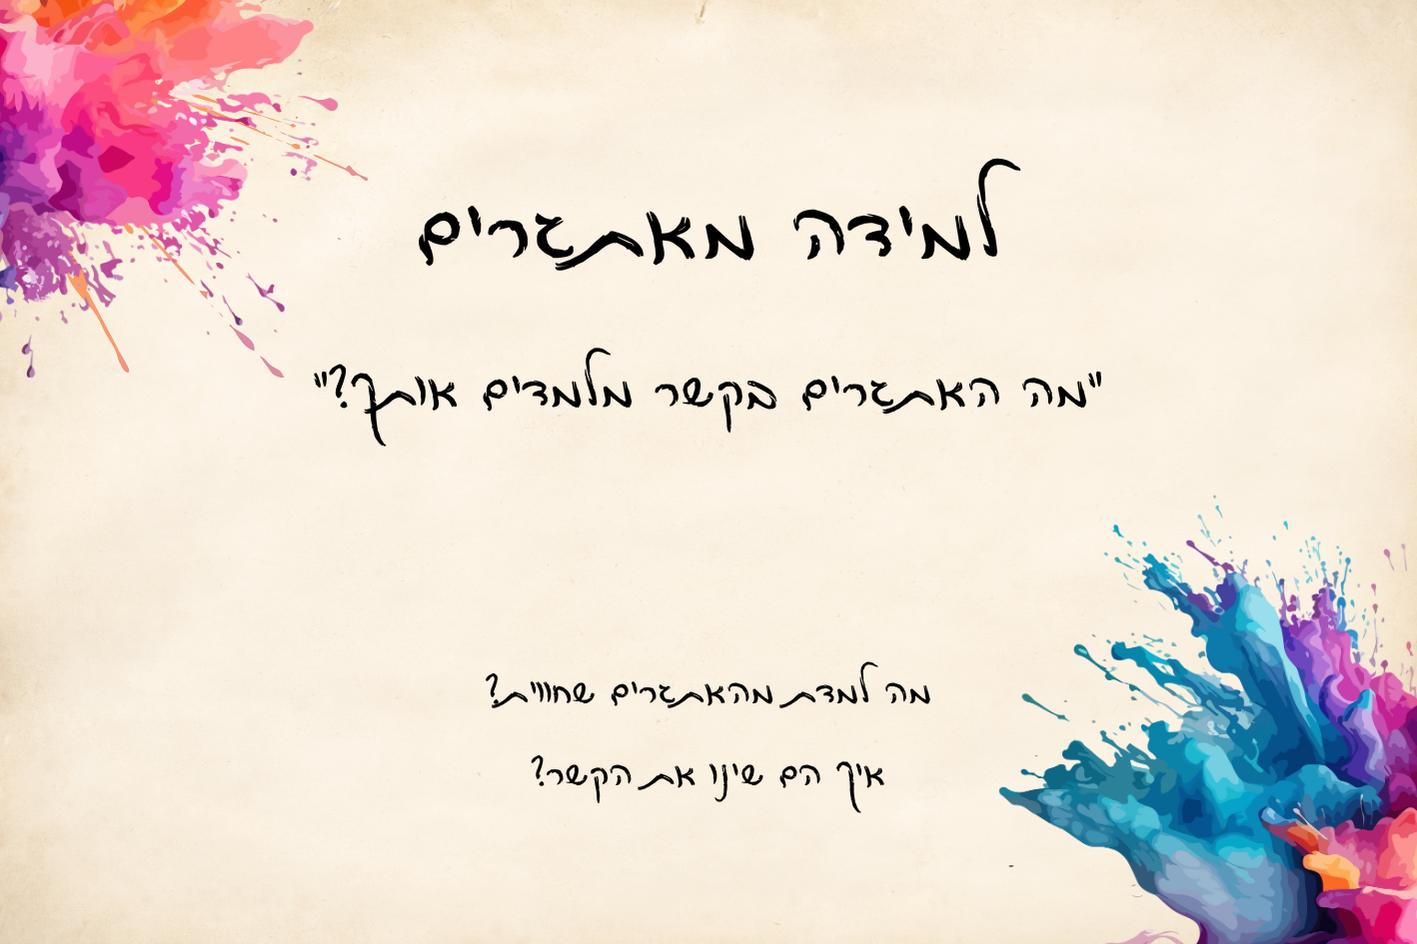 למידה מאתגרים
"מה האתגרים בקשר מלמדים אותך?"
מה למדת מהאתגרים שחווית?
איך הם שינו את הקשר?